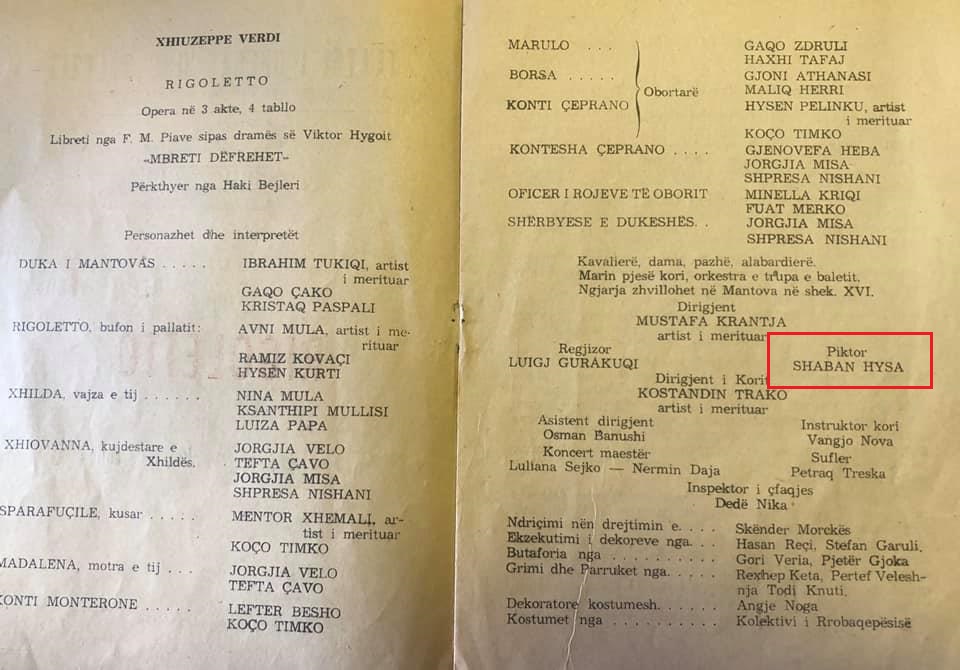 XHIUZEPPE VERDI
RIGOLETTO
Opera në 3 akte, 4 tabllo
Libreti nga F. M. Piave sipas dramës së Viktor Hygoit
«MBRETI DËFREHET»
Përkthyer nga Haki Bejleri
Personazhet dhe interpretët
DUKA I MANTOVAS ..... IBRAHIM TUKIQI, artist
i merituar
GAQO ÇAKO
KRISTAQ PASPALI
RIGOLETTO, bufon i pallatit: AVNI MULA, artist i me-
rituar
RAMIZ KOVAÇI
HYSEN KURTI
XHILDA, vajza e tij ...... NINA MULA
KSANTHIPI MULLISI
LUIZA PAPA
XHIOVANNA, kujdestare e JORGJIA VELO
Xhildës. TEFTA ÇAVO
JORGJIA MISA
SHPRESA NISHANI
SPARAFUÇILE, kusar ..... MENTOR XHEMALI, ar-
tist i merituar
KOÇO TIMKO
MADALENA, motra e tij ... JORGJIA VELO
TEFTA ÇAVO
KONTI MONTERONE ..... LEFTER BESHO
KOÇO TIMKO
MARULO ... GAQO ZDRULI
HAXHI TAFAJ
BORSA ..... GJONI ATHANASI
Obortarë MALIQ HERRI
KONTI ÇEPRANO HYSEN PELINKU, artist
i merituar
KOÇO TIMKO
KONTESHA ÇEPRANO .... GJENOVEFA HEBA
JORGJIA MISA
SHPRESA NISHANI
OFICER I ROJEVE TË OBORIT MINELLA KRIQI
FUAT MERKO
SHËRBYESE E DUKESHËS.. JORGJIA MISA
SHPRESA NISHANI
Kavalierë, dama, pazhë, alabardierë.
Marin pjesë kori, orkestra e trupa e baletit.
Ngjarja zhvillohet në Mantova në shek. XVI.
Dirigjent
MUSTAFA KRANTJA
artist i merituar
Regjizor
LUIGJ GURAKUQI
Piktor
SHABAN HYSA
Dirigjent i Korit
KOSTANDIN TRAKO
artist i merituar
Asistent dirigjent
Osman Banushi
Instruktor kori
Vangjo Nova
Koncert maestër
Luliana Sejko — Nermin Daja
Sufler
Petraq Treska
Inspektor i çfaqjes
Dedë Nika
Ndriçimi nën drejtimin e.... Skënder Morckës
Ekzekutimi i dekoreve nga... Hasan Reçi, Stefan Garuli.
Butaforia nga .......... Gori Veria, Pjetër Gjoka
Grimi dhe Parruket nga..... Rexhep Keta, Pertef Velesh-
nja Todi Knuti.
Dekoratore kostumesh...... Angje Noga
Kostumet nga .......... Kolektivi i Rrobaqepësisë